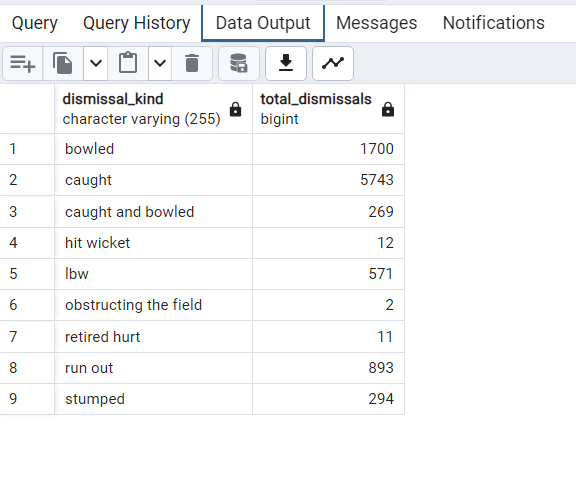 Query Query History Data Output Messages Notifications
dismissal_kind total_dismissals
character varying (255) bigint
1 bowled 1700
2 caught 5743
3 caught and bowled 269
4 hit wicket 12
5 lbw 571
6 obstructing the field 2
7 retired hurt 11
8 run out 893
9 stumped 294